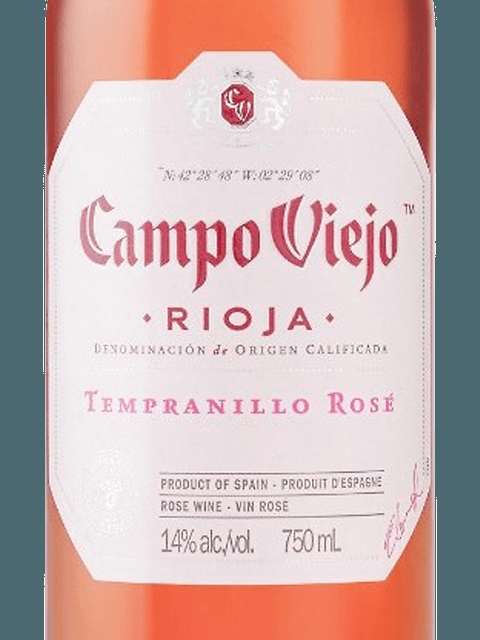 CV
N:42°28'48" W:02°29'08"
Campo Viejo™
• RIOJA •
DENOMINACIÓN de ORIGEN CALIFICADA
TEMPRANILLO ROSÉ
PRODUCT OF SPAIN - PRODUIT D'ESPAGNE
ROSE WINE - VIN ROSÉ
14% alc./vol. 750 mL